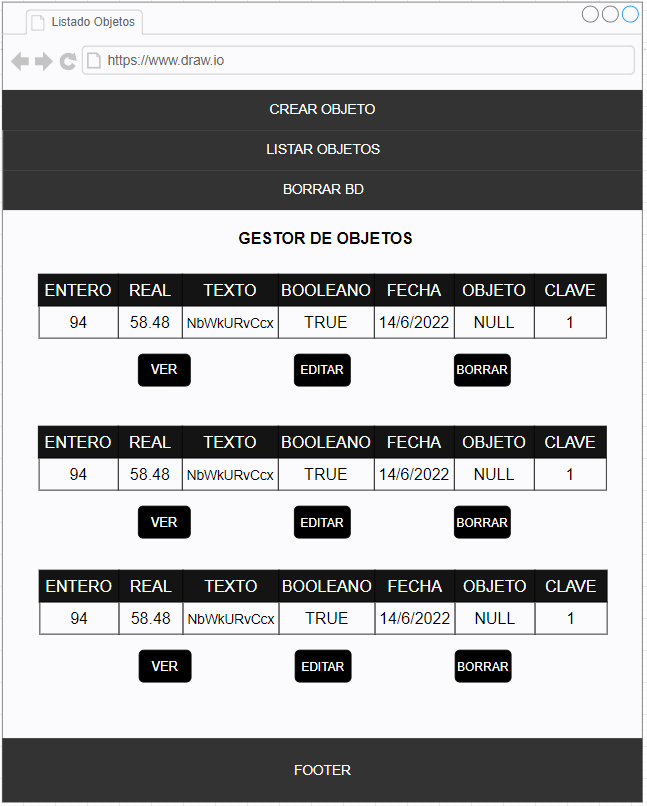 Listado Objetos
https://www.draw.io
CREAR OBJETO
LISTAR OBJETOS
BORRAR BD
GESTOR DE OBJETOS
ENTERO REAL TEXTO BOOLEANO FECHA OBJETO CLAVE
94 58.48 NbWkURvCcx TRUE 14/6/2022 NULL 1
VER EDITAR BORRAR
ENTERO REAL TEXTO BOOLEANO FECHA OBJETO CLAVE
94 58.48 NbWkURvCcx TRUE 14/6/2022 NULL 1
VER EDITAR BORRAR
ENTERO REAL TEXTO BOOLEANO FECHA OBJETO CLAVE
94 58.48 NbWkURvCcx TRUE 14/6/2022 NULL 1
VER EDITAR BORRAR
FOOTER